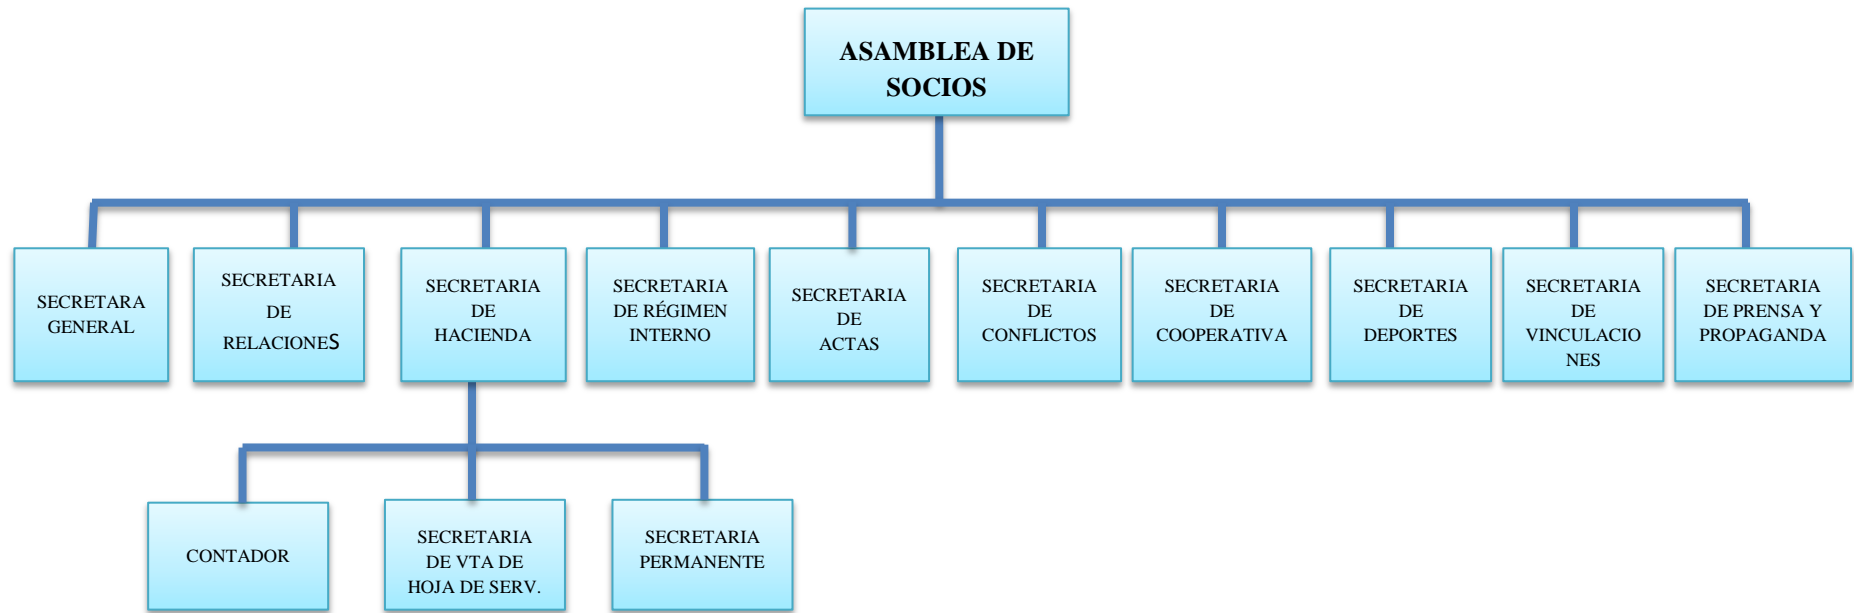 ASAMBLEA DE
SOCIOS
SECRETARA
GENERAL
SECRETARIA
DE
RELACIONES
SECRETARIA
DE
HACIENDA
SECRETARIA
DE RÉGIMEN
INTERNO
SECRETARIA
DE
ACTAS
SECRETARIA
DE
CONFLICTOS
SECRETARIA
DE
COOPERATIVA
SECRETARIA
DE
DEPORTES
SECRETARIA
DE
VINCULACIO
NES
SECRETARIA
DE PRENSA Y
PROPAGANDA
CONTADOR
SECRETARIA
DE VTA DE
HOJA DE SERV.
SECRETARIA
PERMANENTE